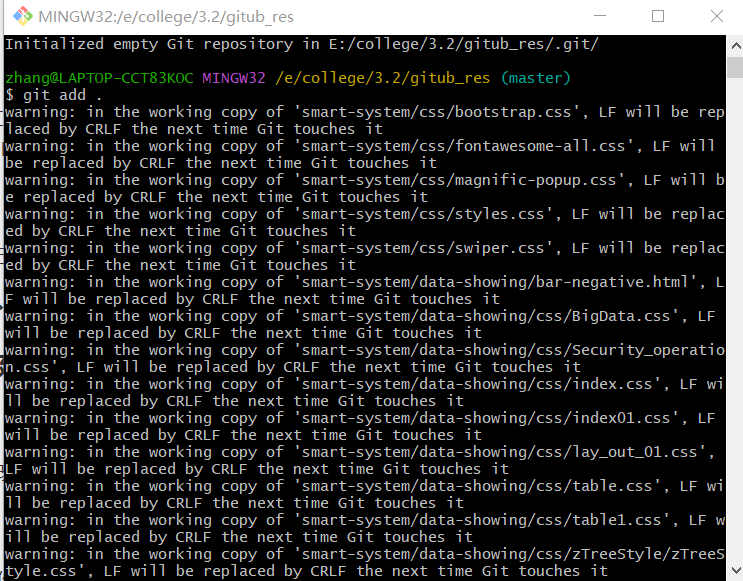 MINGW32:/e/college/3.2/gitub_res
Initialized empty Git repository in E:/college/3.2/gitub_res/.git/
zhang@LAPTOP-CCT83KOC MINGW32 /e/college/3.2/gitub_res (master)
$ git add .
warning: in the working copy of 'smart-system/css/bootstrap.css', LF will be rep
laced by CRLF the next time Git touches it
warning: in the working copy of 'smart-system/css/fontawesome-all.css', LF will
be replaced by CRLF the next time Git touches it
warning: in the working copy of 'smart-system/css/magnific-popup.css', LF will b
e replaced by CRLF the next time Git touches it
warning: in the working copy of 'smart-system/css/styles.css', LF will be replac
ed by CRLF the next time Git touches it
warning: in the working copy of 'smart-system/css/swiper.css', LF will be replac
ed by CRLF the next time Git touches it
warning: in the working copy of 'smart-system/data-showing/bar-negative.html', L
F will be replaced by CRLF the next time Git touches it
warning: in the working copy of 'smart-system/data-showing/css/BigData.css', LF
will be replaced by CRLF the next time Git touches it
warning: in the working copy of 'smart-system/data-showing/css/Security_operatio
n.css', LF will be replaced by CRLF the next time Git touches it
warning: in the working copy of 'smart-system/data-showing/css/index.css', LF wi
ll be replaced by CRLF the next time Git touches it
warning: in the working copy of 'smart-system/data-showing/css/index01.css', LF
will be replaced by CRLF the next time Git touches it
warning: in the working copy of 'smart-system/data-showing/css/lay_out_01.css',
LF will be replaced by CRLF the next time Git touches it
warning: in the working copy of 'smart-system/data-showing/css/table.css', LF wi
ll be replaced by CRLF the next time Git touches it
warning: in the working copy of 'smart-system/data-showing/css/table1.css', LF w
ill be replaced by CRLF the next time Git touches it
warning: in the working copy of 'smart-system/data-showing/css/zTreeStyle/zTreeS
tyle.css', LF will be replaced by CRLF the next time Git touches it